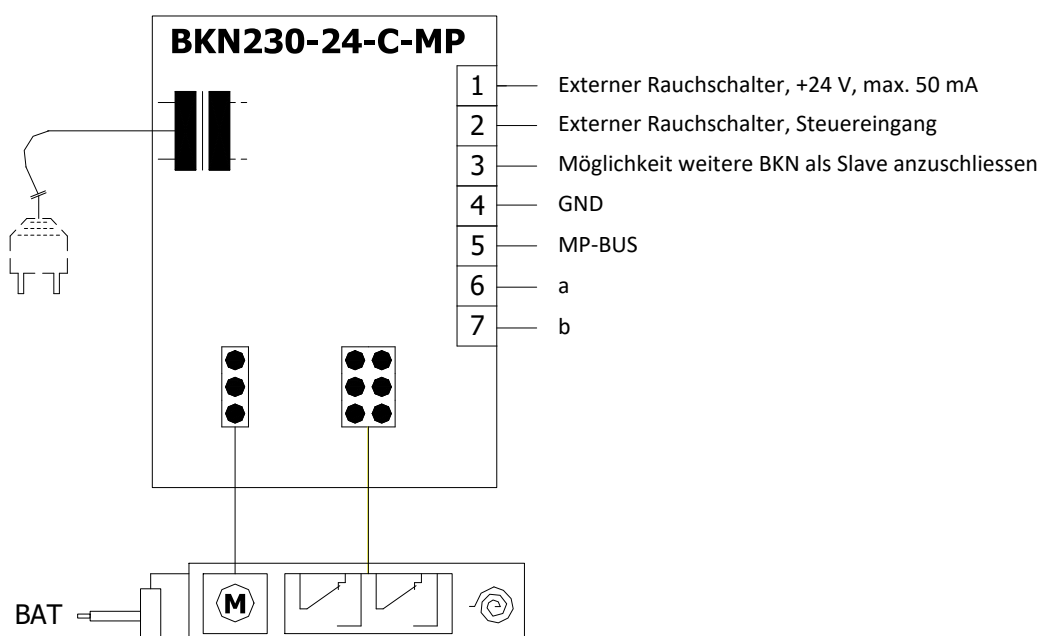 BKN230-24-C-MP
1 Externer Rauchschalter, +24 V, max. 50 mA
2 Externer Rauchschalter, Steuereingang
3 Möglichkeit weitere BKN als Slave anzuschliessen
4 GND
5 MP-BUS
6 a
7 b
BAT M